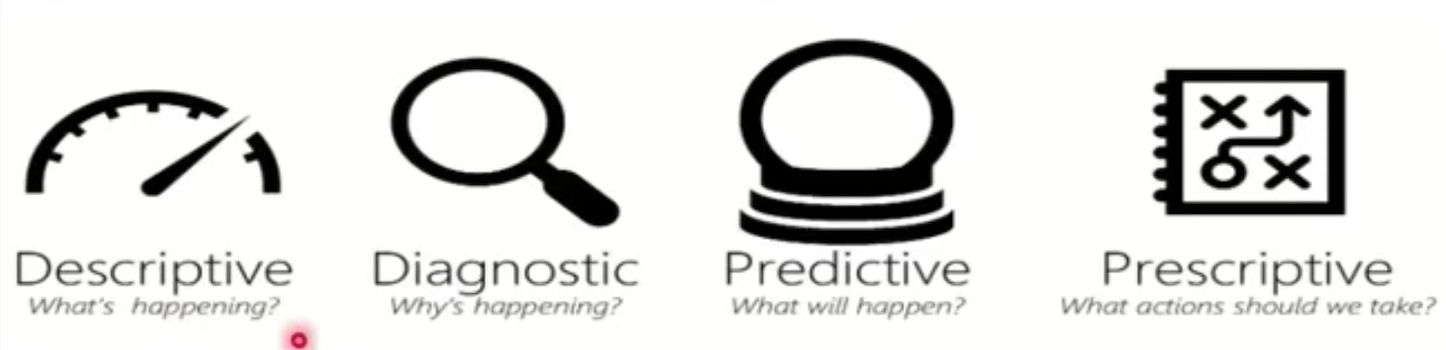 Descriptive
What's happening?
Diagnostic
Why's happening?
Predictive
What will happen?
Prescriptive
What actions should we take?